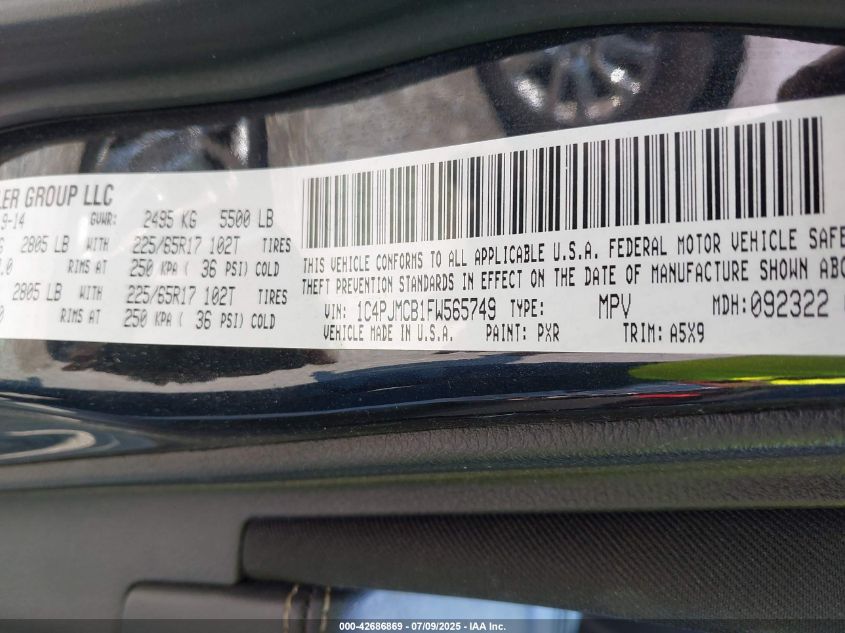 LER GROUP LLC
9-14 GVWR: 2495 KG 5500 LB
G 2805 LB WITH 225/65R17 102T TIRES
.0 RIMS AT 250 KPA ( 36 PSI) COLD
2805 LB WITH 225/65R17 102T TIRES
0 RIMS AT 250 KPA ( 36 PSI) COLD
THIS VEHICLE CONFORMS TO ALL APPLICABLE U.S.A. FEDERAL MOTOR VEHICLE SAFE
THEFT PREVENTION STANDARDS IN EFFECT ON THE DATE OF MANUFACTURE SHOWN ABO
VIN: 1C4PJMCB1FW565749 TYPE: MPV MDH: 092322
VEHICLE MADE IN U.S.A. PAINT: PXR TRIM: A5X9
000-42686869 | 07/09/2025 - IAA Inc.